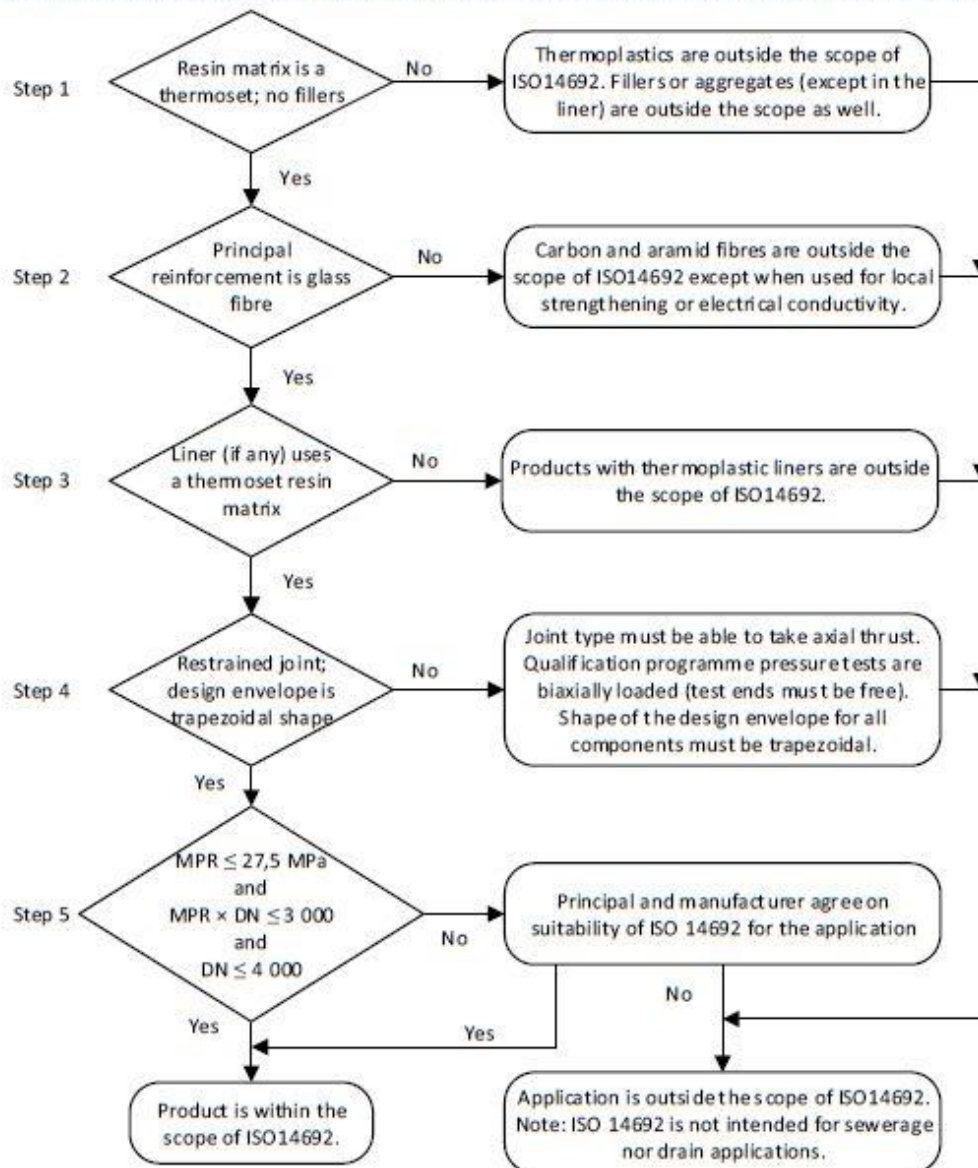 Step 1
Resin matrix is a
thermoset; no fillers
No
Thermoplastics are outside the scope of
ISO14692. Fillers or aggregates (except in the
liner) are outside the scope as well.
Yes
Step 2
Principal
reinforcement is glass
fibre
No
Carbon and aramid fibres are outside the
scope of ISO14692 except when used for local
strengthening or electrical conductivity.
Yes
Step 3
Liner (if any) uses
a thermoset resin
matrix
No
Products with thermoplastic liners are outside
the scope of ISO14692.
Yes
Step 4
Restrained joint;
design envelope is
trapezoidal shape
No
Joint type must be able to take axial thrust.
Qualification programme pressure tests are
biaxially loaded (test ends must be free).
Shape of the design envelope for all
components must be trapezoidal.
Yes
Step 5
MPR ≤ 27,5 MPa
and
MPR × DN ≤ 3 000
and
DN ≤ 4 000
No
Principal and manufacturer agree on
suitability of ISO 14692 for the application
Yes
Yes
No
Product is within the
scope of ISO14692.
Application is outside the scope of ISO14692.
Note: ISO 14692 is not intended for sewerage
nor drain applications.